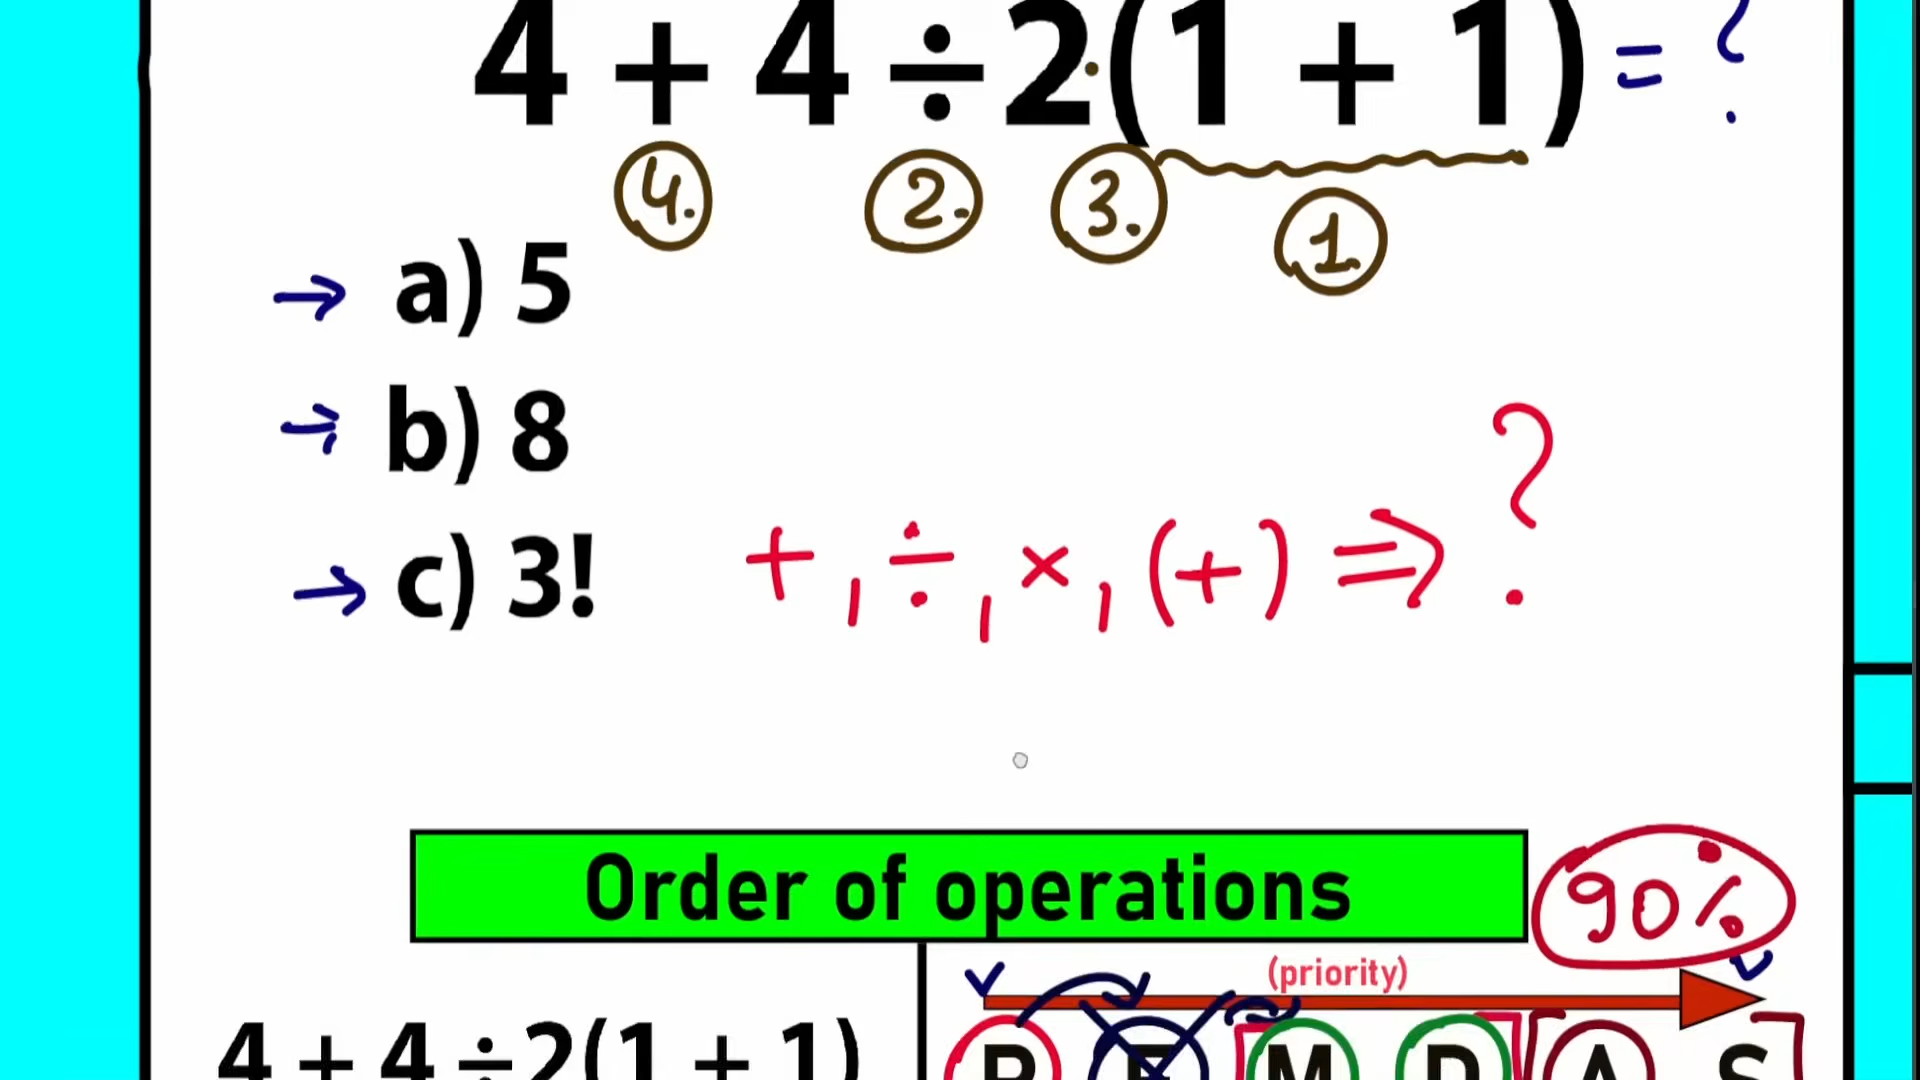 4 + 4 ÷ 2·(1 + 1) = ?
4. 2. 3. 1.
→ a) 5
→ b) 8
→ c) 3!
+, ÷, ×, (+) ⇒ ?
Order of operations
90%
(priority)
4 + 4 ÷ 2(1 + 1)
P E M D A S